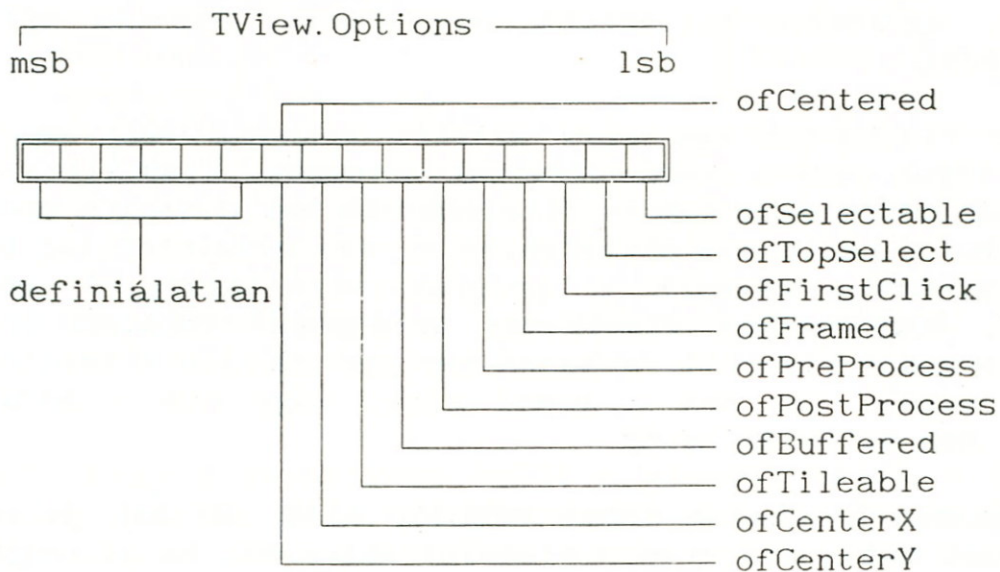 TView.Options
msb lsb
ofCentered
ofSelectable
ofTopSelect
definiálatlan
ofFirstClick
ofFramed
ofPreProcess
ofPostProcess
ofBuffered
ofTileable
ofCenterX
ofCenterY